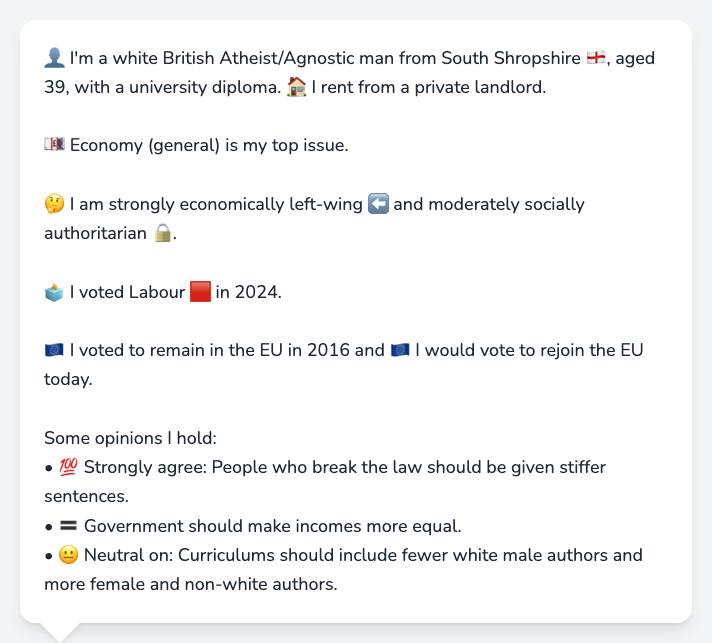 👤 I'm a white British Atheist/Agnostic man from South Shropshire 🏴󠁧󠁢󠁥󠁮󠁧󠁿, aged
39, with a university diploma. 🏠 I rent from a private landlord.
💷 Economy (general) is my top issue.
🤔 I am strongly economically left-wing ⬅️ and moderately socially
authoritarian 🔒.
🗳️ I voted Labour 🟥 in 2024.
🇪🇺 I voted to remain in the EU in 2016 and 🇪🇺 I would vote to rejoin the EU
today.
Some opinions I hold:
• 💯 Strongly agree: People who break the law should be given stiffer
sentences.
• 🟰 Government should make incomes more equal.
• 😐 Neutral on: Curriculums should include fewer white male authors and
more female and non-white authors.